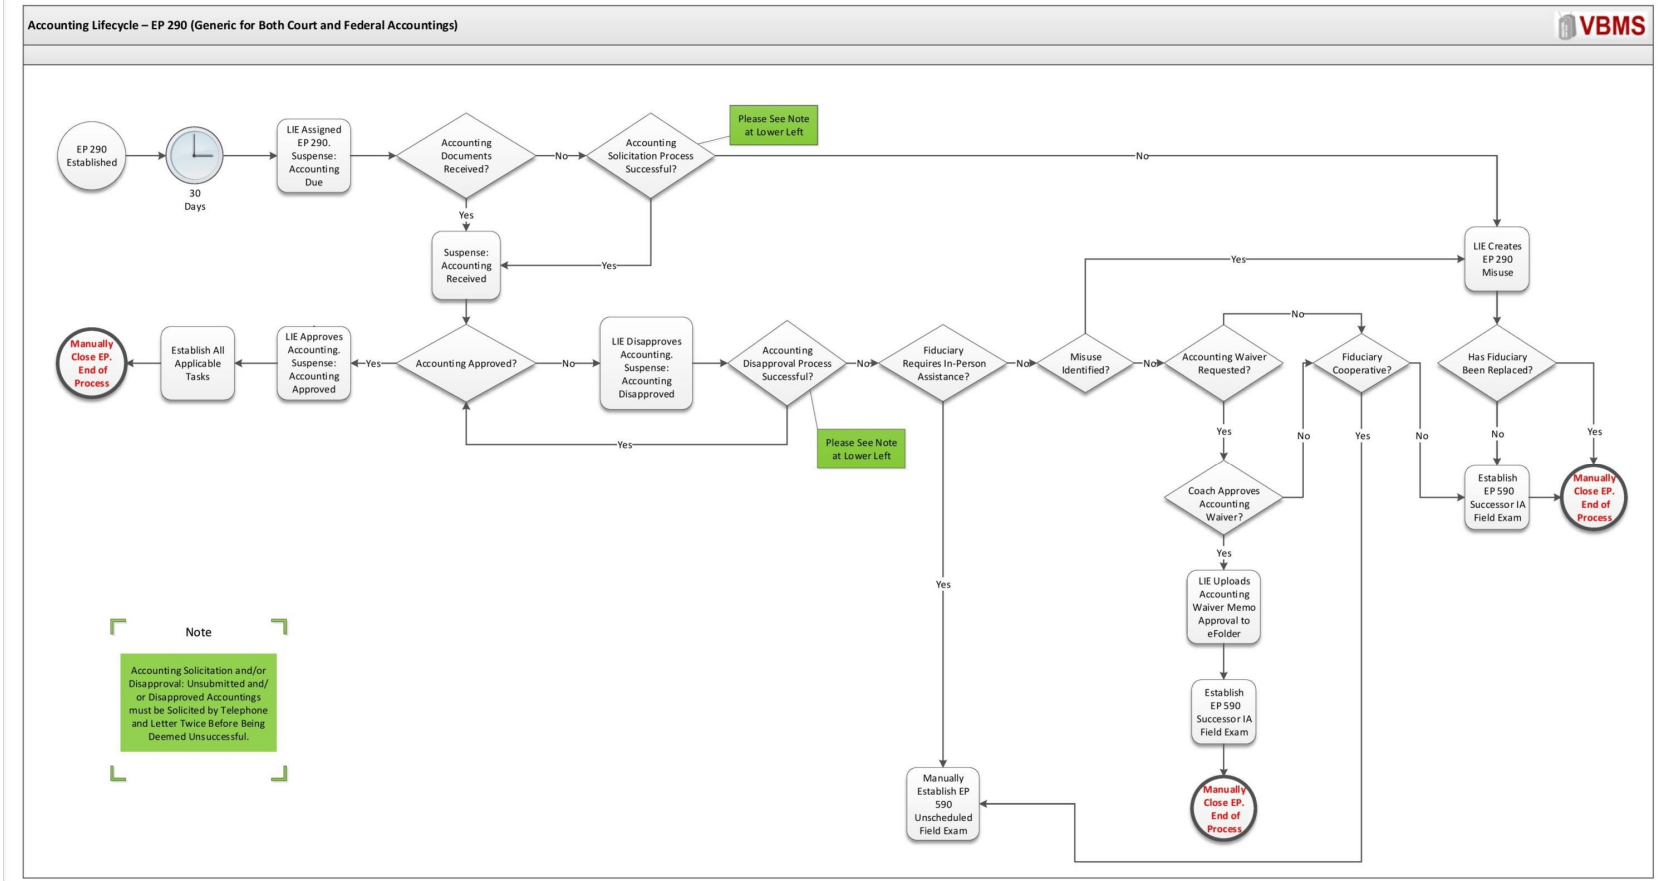 Accounting Lifecycle – EP 290 (Generic for Both Court and Federal Accountings)
VBMS
Please See Note
at Lower Left
EP 290
Established
30
Days
LIE Assigned
EP 290.
Suspense:
Accounting
Due
Accounting
Documents
Received?
No
Accounting
Solicitation Process
Successful?
No
Yes
Suspense:
Accounting
Received
Yes
LIE Creates
EP 290
Misuse
Yes
Manually
Close EP.
End of
Process
Establish All
Applicable
Tasks
LIE Approves
Accounting.
Suspense:
Accounting
Approved
Yes
Accounting Approved?
No
LIE Disapproves
Accounting.
Suspense:
Accounting
Disapproved
Accounting
Disapproval Process
Successful?
No
Fiduciary
Requires In-Person
Assistance?
No
Misuse
Identified?
No
Accounting Waiver
Requested?
No
Fiduciary
Cooperative?
Has Fiduciary
Been Replaced?
Yes
Please See Note
at Lower Left
Yes
No
Yes
No
No
Yes
Coach Approves
Accounting
Waiver?
Establish
EP 590
Successor IA
Field Exam
Manually
Close EP.
End of
Process
Yes
Yes
LIE Uploads
Accounting
Waiver Memo
Approval to
eFolder
Note
Accounting Solicitation and/or
Disapproval: Unsubmitted and/
or Disapproved Accountings
must be Solicited by Telephone
and Letter Twice Before Being
Deemed Unsuccessful.
Establish
EP 590
Successor IA
Field Exam
Manually
Establish EP
590
Unscheduled
Field Exam
Manually
Close EP.
End of
Process